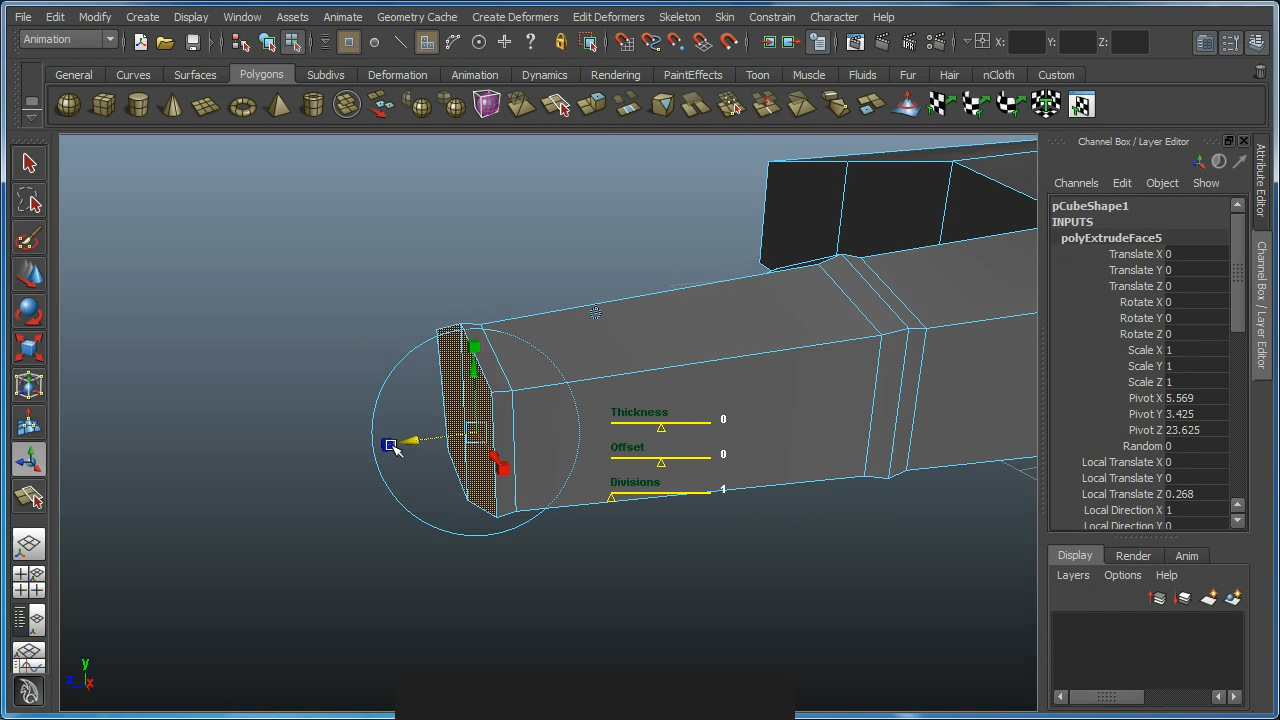 File Edit Modify Create Display Window Assets Animate Geometry Cache Create Deformers Edit Deformers Skeleton Skin Constrain Character Help
Animation X: Y: Z:
General Curves Surfaces Polygons Subdivs Deformation Animation Dynamics Rendering PaintEffects Toon Muscle Fluids Fur Hair nCloth Custom
Channel Box / Layer Editor
Channels Edit Object Show
pCubeShape1
INPUTS
polyExtrudeFace5
Translate X 0
Translate Y 0
Translate Z 0
Rotate X 0
Rotate Y 0
Rotate Z 0
Scale X 1
Scale Y 1
Scale Z 1
Pivot X 5.569
Pivot Y 3.425
Pivot Z 23.625
Random 0
Local Translate X 0
Local Translate Y 0
Local Translate Z 0.268
Local Direction X 1
Local Direction Y 0
Attribute Editor
Channel Box / Layer Editor
Thickness 0
Offset 0
Divisions 1
Display Render Anim
Layers Options Help
y
z x